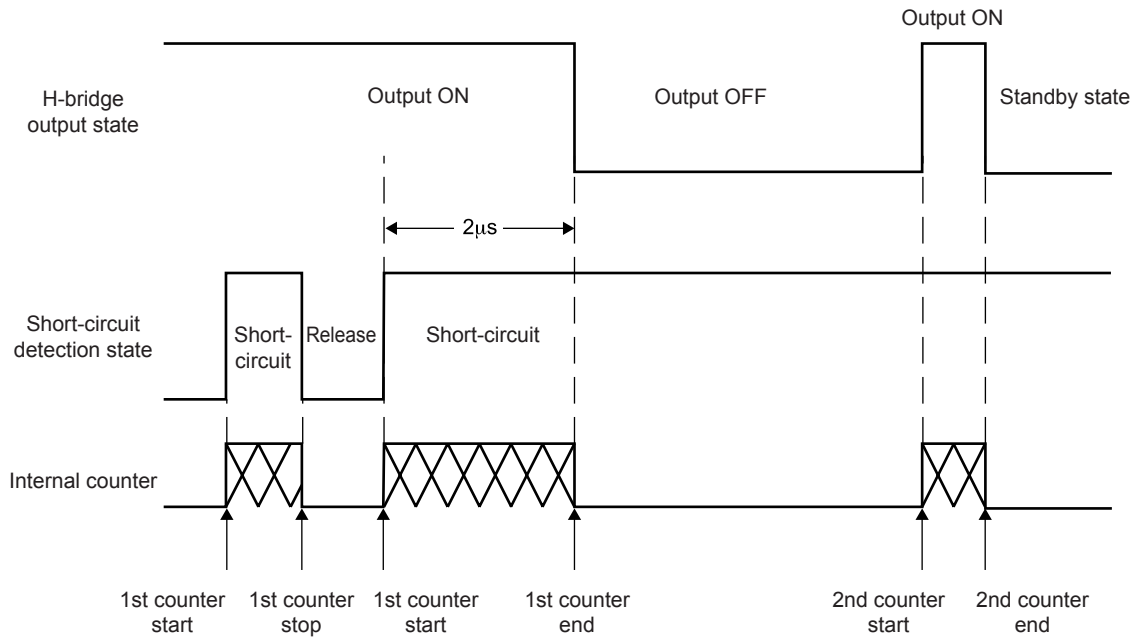 Output ON
H-bridge
output state
Output ON
Output OFF
Standby state
2μs
Short-circuit
detection state
Short-
circuit
Release
Short-circuit
Internal counter
1st counter
start
1st counter
stop
1st counter
start
1st counter
end
2nd counter
start
2nd counter
end